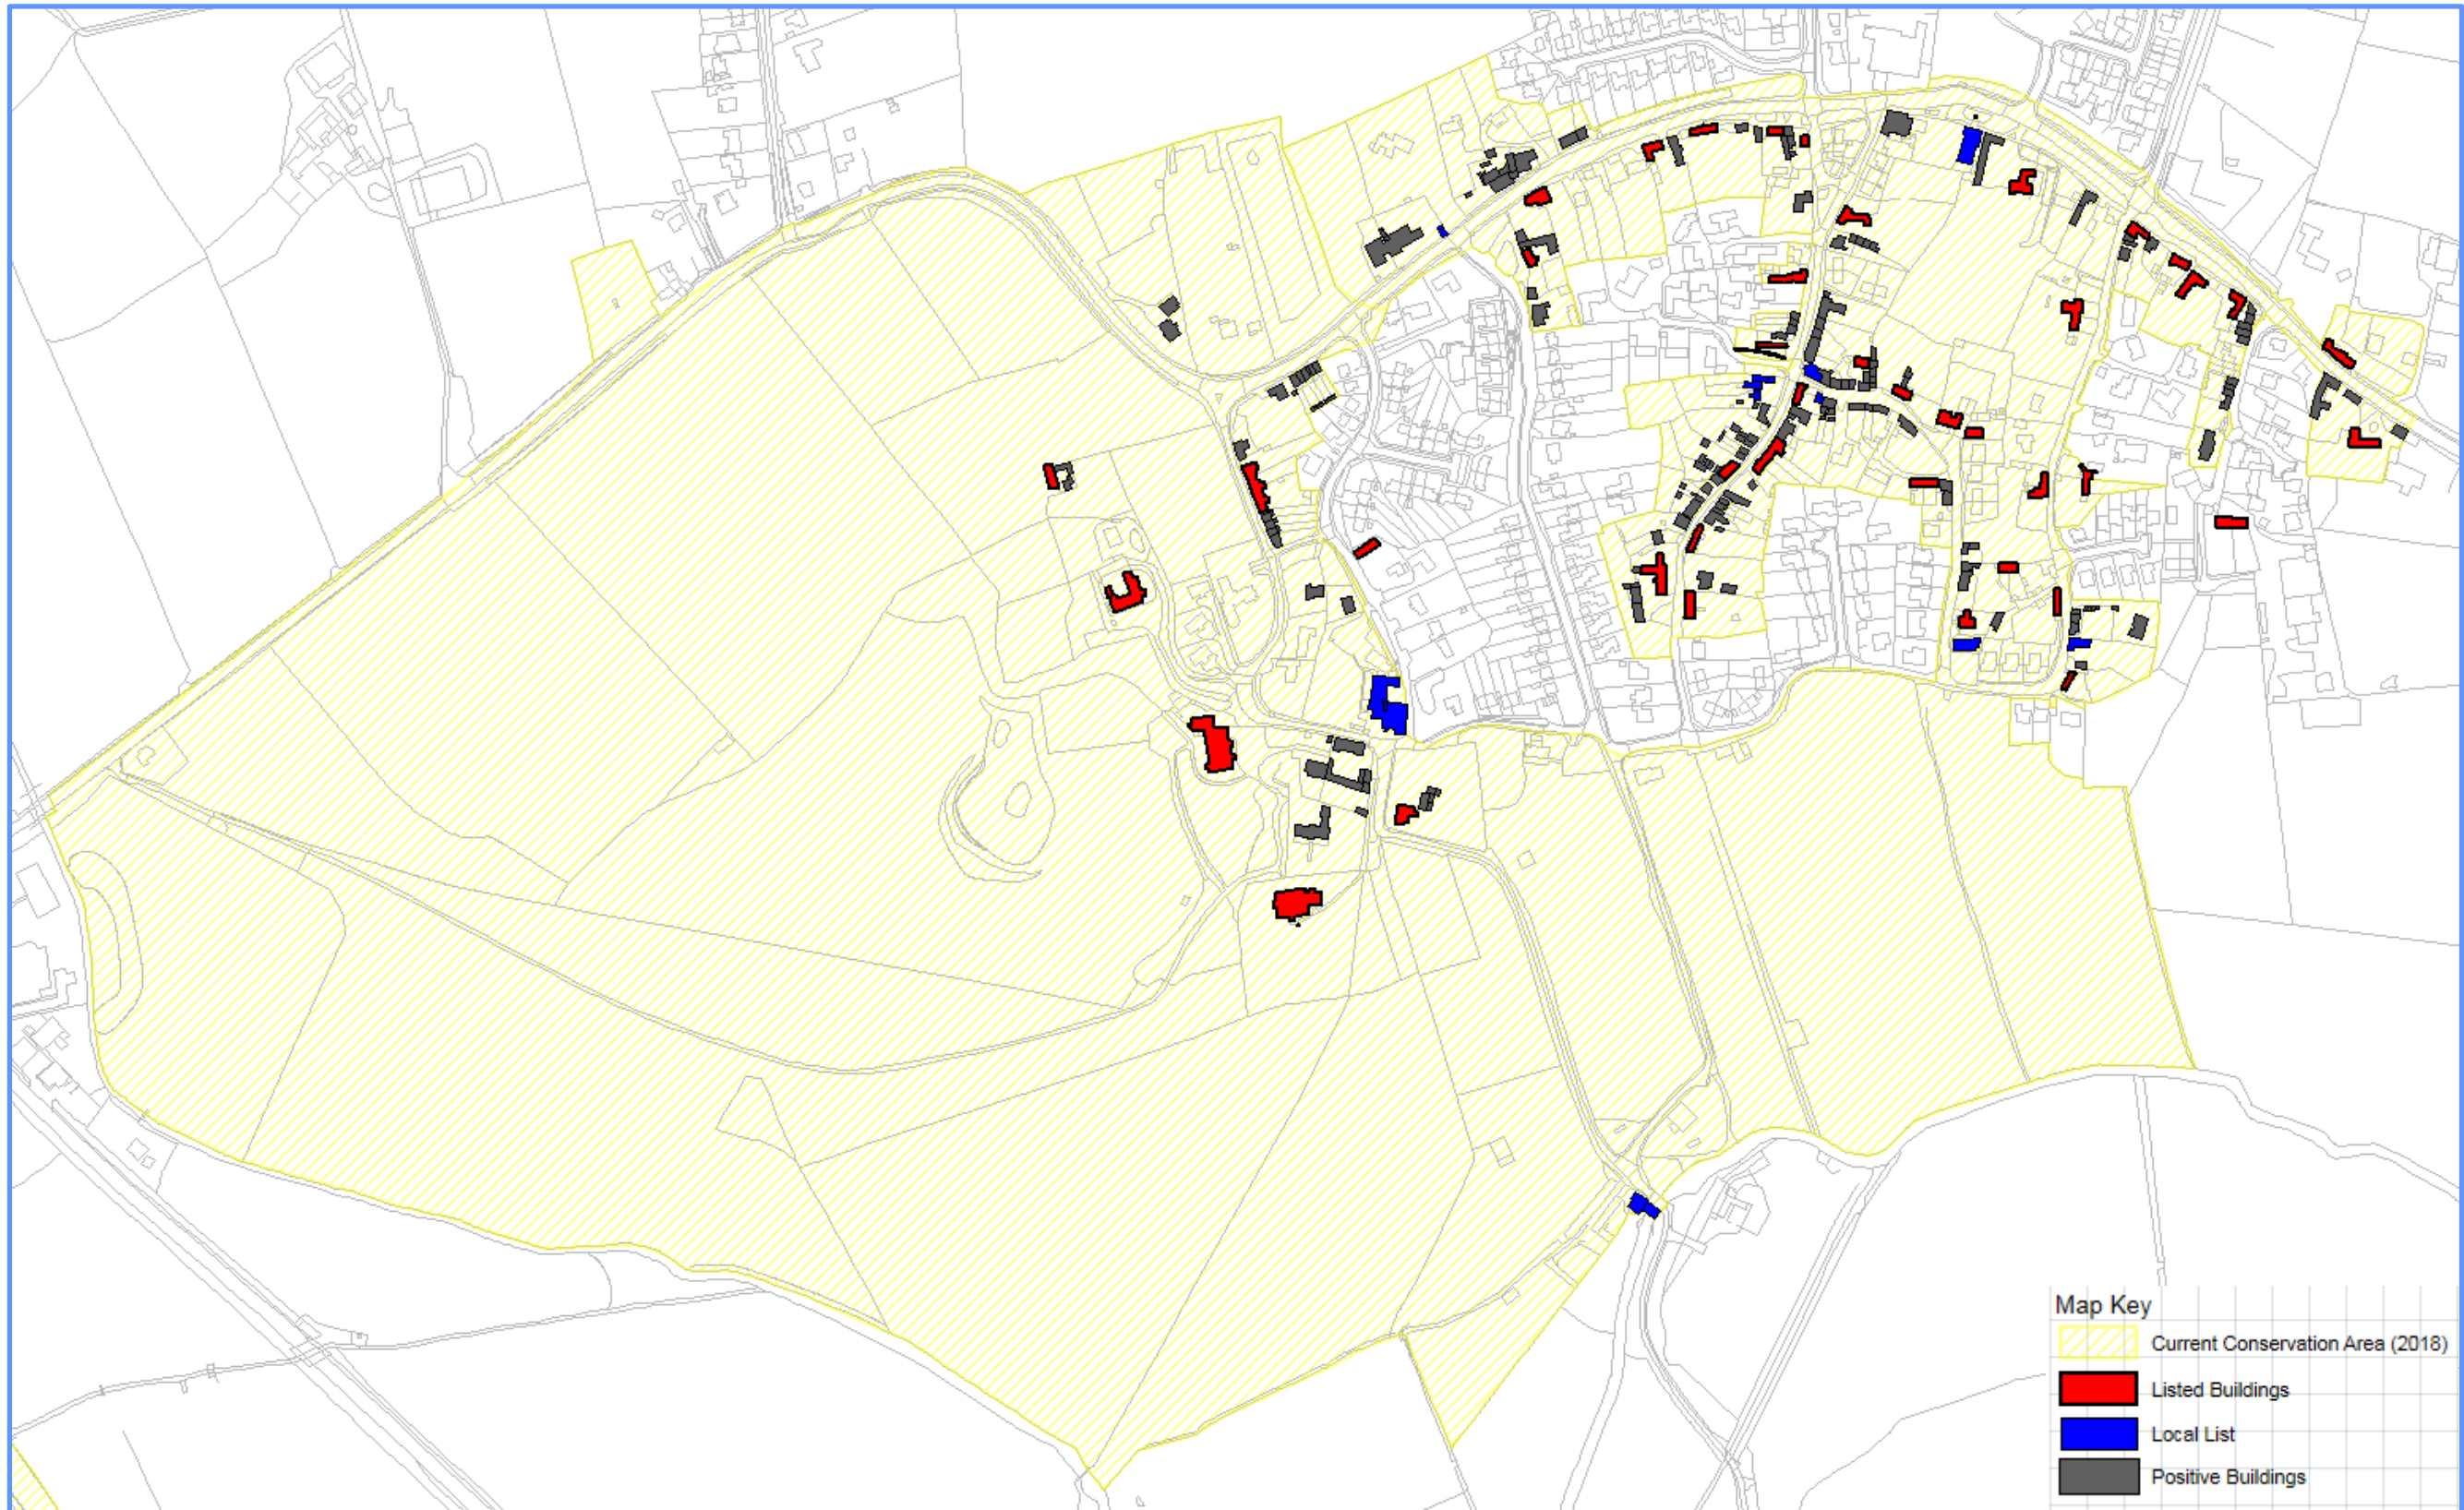 Map Key
Current Conservation Area (2018)
Listed Buildings
Local List
Positive Buildings